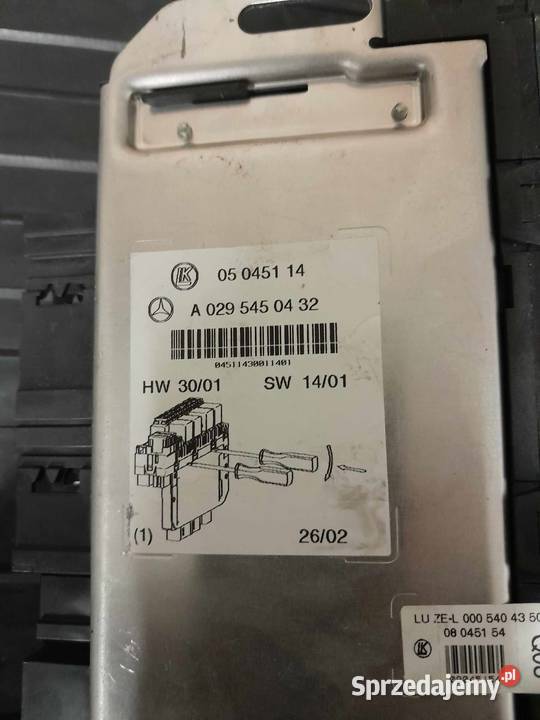 K 05 0451 14
A 029 545 04 32
04511430011401
HW 30/01 SW 14/01
(1) 26/02
LU ZE-L 000 540 43 50
K 08 0451 54
Sprzedajemy.pl